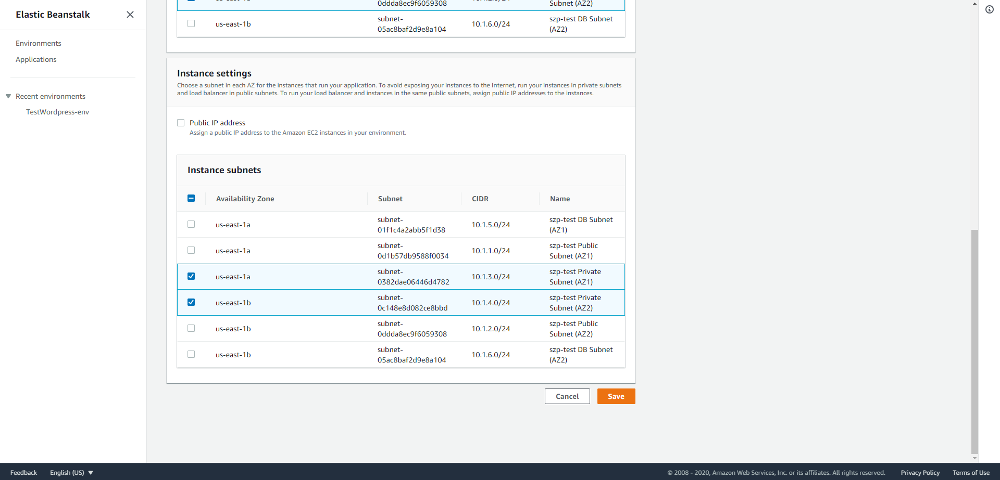 Elastic Beanstalk
Environments
Applications
Recent environments
TestWordpress-env
0ddda8ec9f6059308
Subnet (AZ2)
us-east-1b
subnet-
05ac8baf2d9e8a104
10.1.6.0/24
szp-test DB Subnet
(AZ2)
Instance settings
Choose a subnet in each AZ for the instances that run your application. To avoid exposing your instances to the Internet, run your instances in private subnets
and load balancer in public subnets. To run your load balancer and instances in the same public subnets, assign public IP addresses to the instances.
Public IP address
Assign a public IP address to the Amazon EC2 instances in your environment.
Instance subnets
Availability Zone
Subnet
CIDR
Name
us-east-1a
subnet-
01f1c4a2abb5f1d38
10.1.5.0/24
szp-test DB Subnet
(AZ1)
us-east-1a
subnet-
0d1b57db9588f0034
10.1.1.0/24
szp-test Public
Subnet (AZ1)
us-east-1a
subnet-
0382dae06446d4782
10.1.3.0/24
szp-test Private
Subnet (AZ1)
us-east-1b
subnet-
0c148e8d082ce8bbd
10.1.4.0/24
szp-test Private
Subnet (AZ2)
us-east-1b
subnet-
0ddda8ec9f6059308
10.1.2.0/24
szp-test Public
Subnet (AZ2)
us-east-1b
subnet-
05ac8baf2d9e8a104
10.1.6.0/24
szp-test DB Subnet
(AZ2)
Cancel
Save
Feedback
English (US)
© 2008 - 2020, Amazon Web Services, Inc. or its affiliates. All rights reserved.
Privacy Policy
Terms of Use